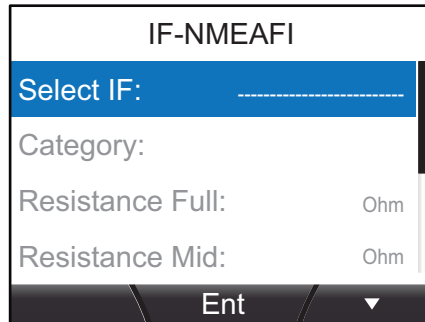 IF-NMEAFI
Select IF: --------------------------
Category:
Resistance Full: Ohm
Resistance Mid: Ohm
Ent ▼